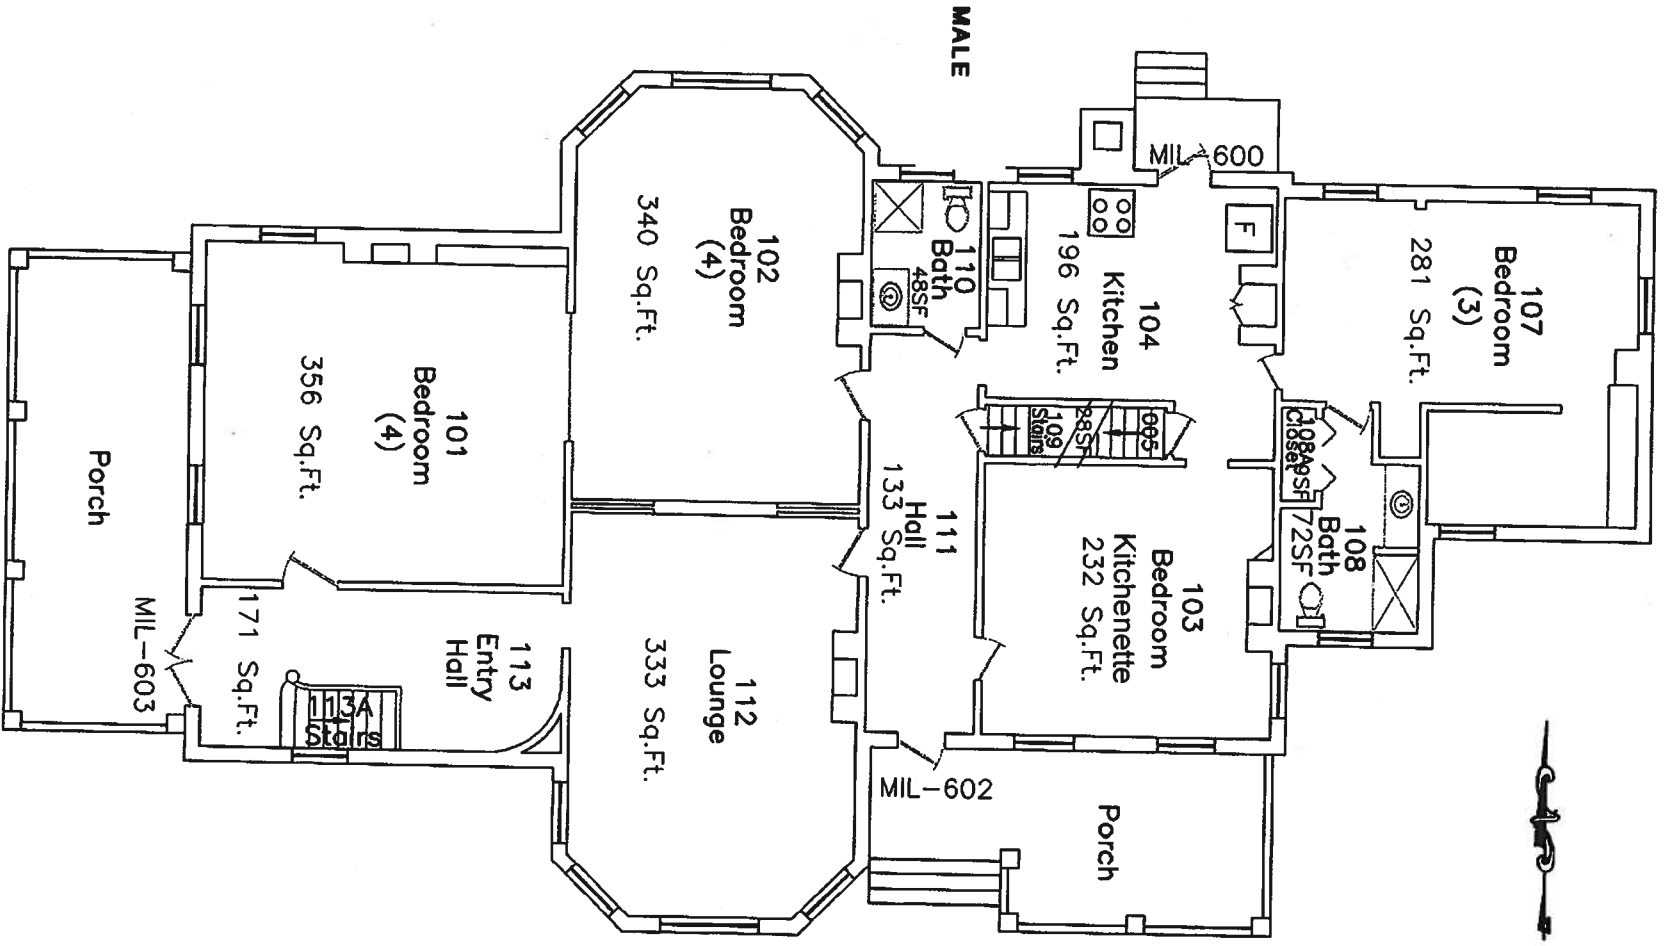 MALE
MIL-600
107
Bedroom
(3)
281 Sq.Ft.
F
104
Kitchen
196 Sq.Ft.
110
Bath
48SF
102
Bedroom
(4)
340 Sq.Ft.
101
Bedroom
(4)
356 Sq.Ft.
Porch
MIL-603
171 Sq.Ft.
113
Entry
Hall
113A
Stairs
112
Lounge
333 Sq.Ft.
111
Hall
133 Sq.Ft.
109
Stairs
28SF
005
108A
Closet
9SF
108
Bath
72SF
103
Bedroom
Kitchenette
232 Sq.Ft.
MIL-602
Porch